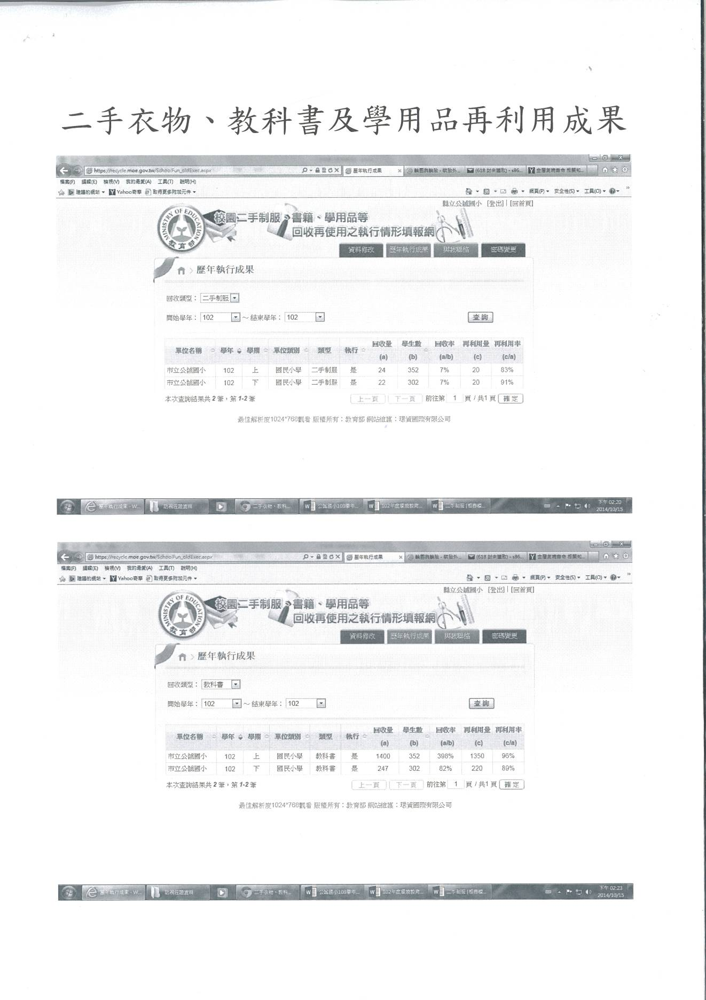 二手衣物、教科書及學用品再利用成果
https://recycle.moe.gov.tw/SchoolFun_oldExec.aspx 歷年執行成果
檔案(F) 編輯(E) 檢視(V) 我的最愛(A) 工具(T) 說明(H)
建議的網站 Yahoo奇摩 取得更多附加元件 網頁(P) 安全性(S) 工具(O)
縣立公誠國小 [登出] | [回首頁]
MINISTRY OF EDUCATION 教育部
校園二手制服、書籍、學用品等
回收再使用之執行情形填報網
資料修改 歷年執行成果 與我聯絡 密碼變更
歷年執行成果
回收類型： 二手制服
開始學年： 102 ～ 結束學年： 102 查詢
單位名稱 學年 學期 單位類別 類型 執行 回收量(a) 學生數(b) 回收率(a/b) 再利用量(c) 再利用率(c/a)
市立公誠國小 102 上 國民小學 二手制服 是 24 352 7% 20 83%
市立公誠國小 102 下 國民小學 二手制服 是 22 302 7% 20 91%
本次查詢結果共 2 筆，第 1-2 筆 上一頁 下一頁 前往第 1 頁 / 共1 頁 確定
最佳解析度1024*768觀看 版權所有：教育部 網站維護：環資國際有限公司
歷年執行成果 - W... 訪視佐證資料 二手衣物、教科... 公誠國小103學年... 102年度環境教育... 下午 02:20
2014/10/15
https://recycle.moe.gov.tw/SchoolFun_oldExec.aspx 歷年執行成果
檔案(F) 編輯(E) 檢視(V) 我的最愛(A) 工具(T) 說明(H)
建議的網站 Yahoo奇摩 取得更多附加元件 網頁(P) 安全性(S) 工具(O)
縣立公誠國小 [登出] | [回首頁]
MINISTRY OF EDUCATION 教育部
校園二手制服、書籍、學用品等
回收再使用之執行情形填報網
資料修改 歷年執行成果 與我聯絡 密碼變更
歷年執行成果
回收類型： 教科書
開始學年： 102 ～ 結束學年： 102 查詢
單位名稱 學年 學期 單位類別 類型 執行 回收量(a) 學生數(b) 回收率(a/b) 再利用量(c) 再利用率(c/a)
市立公誠國小 102 上 國民小學 教科書 是 1400 352 398% 1350 96%
市立公誠國小 102 下 國民小學 教科書 是 247 302 82% 220 89%
本次查詢結果共 2 筆，第 1-2 筆 上一頁 下一頁 前往第 1 頁 / 共1 頁 確定
最佳解析度1024*768觀看 版權所有：教育部 網站維護：環資國際有限公司
歷年執行成果 - W... 訪視佐證資料 二手衣物、教科... 公誠國小103學年... 102年度環境教育... 下午 02:23
2014/10/15